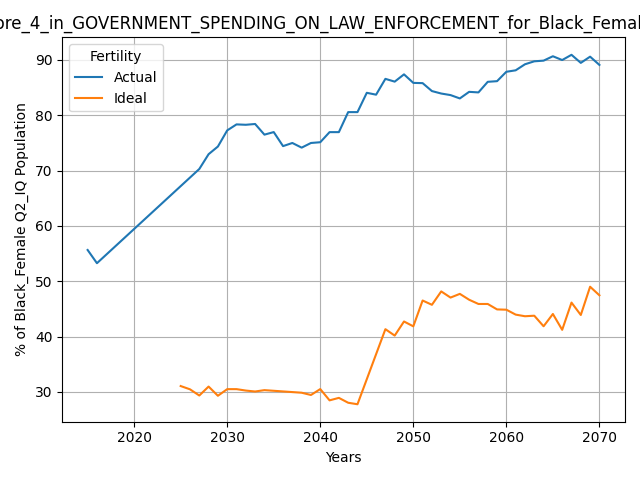 ore_4_in_GOVERNMENT_SPENDING_ON_LAW_ENFORCEMENT_for_Black_Femal
Fertility
Actual
Ideal
% of Black_Female Q2_IQ Population
90
80
70
60
50
40
30
2020 2030 2040 2050 2060 2070
Years